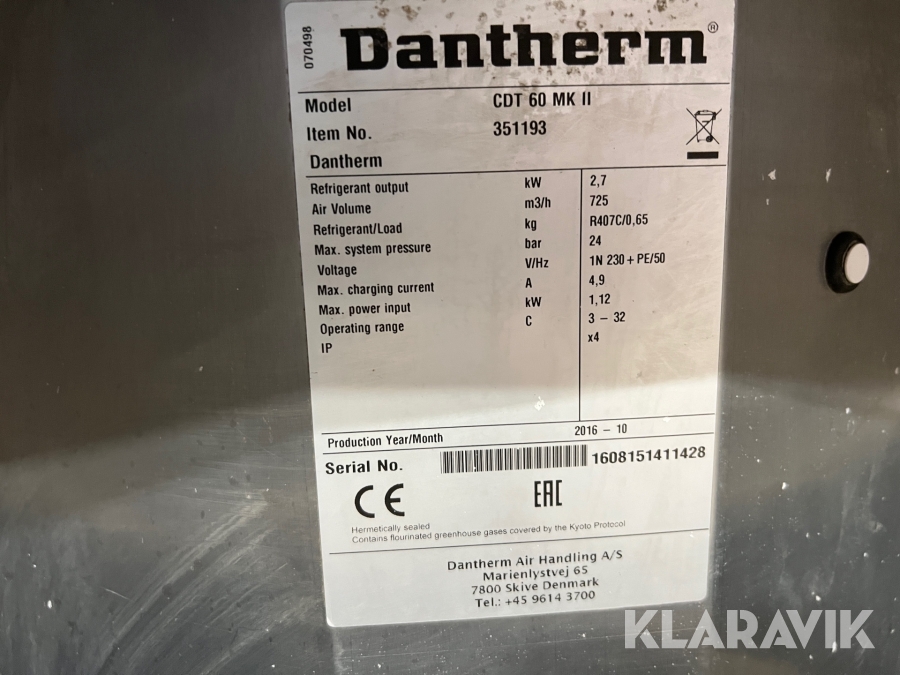 070498
Dantherm®
Model CDT 60 MK II
Item No. 351193
Dantherm
Refrigerant output kW 2,7
Air Volume m3/h 725
Refrigerant/Load kg R407C/0,65
Max. system pressure bar 24
Voltage V/Hz 1N 230 + PE/50
Max. charging current A 4,9
Max. power input kW 1,12
Operating range C 3 – 32
IP x4
Production Year/Month 2016 – 10
Serial No. 1608151411428
CE EAC
Hermetically sealed
Contains flourinated greenhouse gases covered by the Kyoto Protocol
Dantherm Air Handling A/S
Marienlystvej 65
7800 Skive Denmark
Tel.: +45 9614 3700
KLARAVIK